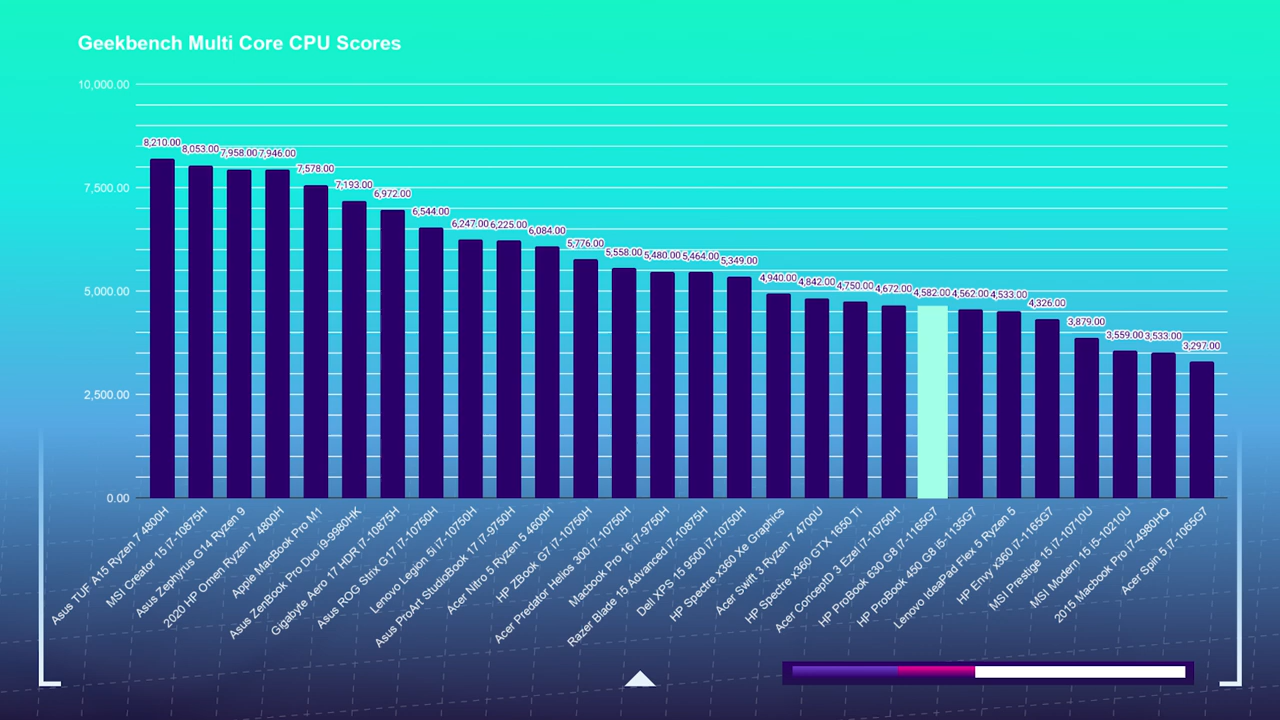 Geekbench Multi Core CPU Scores
10,000.00
7,500.00
5,000.00
2,500.00
0.00
8,210.00
8,053.00
7,958.00
7,946.00
7,578.00
7,193.00
6,972.00
6,544.00
6,247.00
6,225.00
6,084.00
5,776.00
5,558.00
5,480.00
5,464.00
5,349.00
4,940.00
4,842.00
4,750.00
4,672.00
4,582.00
4,562.00
4,533.00
4,326.00
3,879.00
3,559.00
3,533.00
3,297.00
Asus TUF A15 Ryzen 7 4800H
MSI Creator 15 i7-10875H
Asus Zephyrus G14 Ryzen 9
2020 HP Omen Ryzen 7 4800H
Apple MacBook Pro M1
Asus ZenBook Pro Duo i9-9980HK
Gigabyte Aero 17 HDR i7-10875H
Asus ROG Strix G17 i7-10750H
Lenovo Legion 5i i7-10750H
Asus ProArt StudioBook 17 i7-9750H
Acer Nitro 5 Ryzen 5 4600H
HP ZBook G7 i7-10750H
Acer Predator Helios 300 i7-10750H
Macbook Pro 16 i7-9750H
Razer Blade 15 Advanced i7-10875H
Dell XPS 15 9500 i7-10750H
HP Spectre x360 Xe Graphics
Acer Swift 3 Ryzen 7 4700U
HP Spectre x360 GTX 1650 Ti
Acer ConceptD 3 Ezel i7-10750H
HP ProBook 630 G8 i7-1165G7
HP ProBook 450 G8 i5-1135G7
Lenovo IdeaPad Flex 5 Ryzen 5
HP Envy x360 i7-1165G7
MSI Prestige 15 i7-10710U
MSI Modern 15 i5-10210U
2015 Macbook Pro i7-4980HQ
Acer Spin 5 i7-1065G7